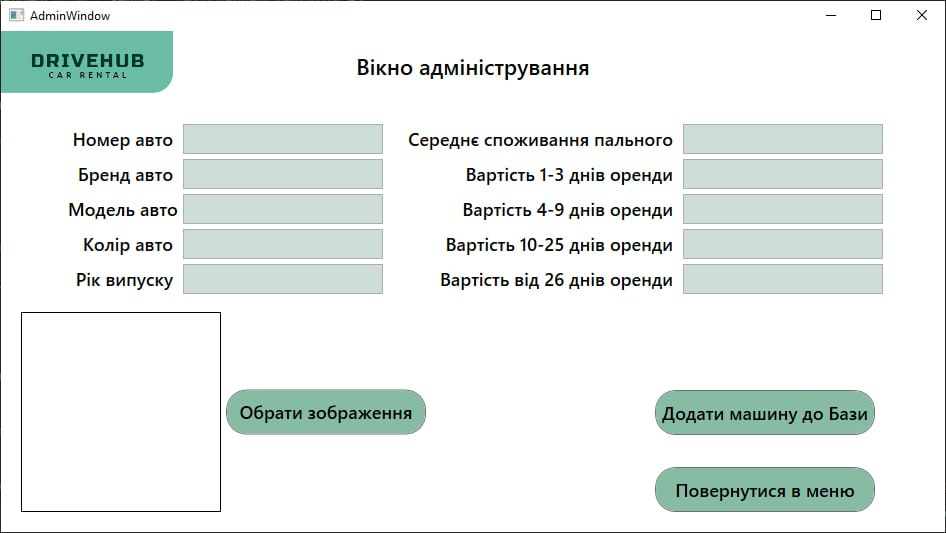 AdminWindow
DRIVEHUB
CAR RENTAL
Вікно адміністрування
Номер авто
Бренд авто
Модель авто
Колір авто
Рік випуску
Середнє споживання пального
Вартість 1-3 днів оренди
Вартість 4-9 днів оренди
Вартість 10-25 днів оренди
Вартість від 26 днів оренди
Обрати зображення
Додати машину до Бази
Повернутися в меню